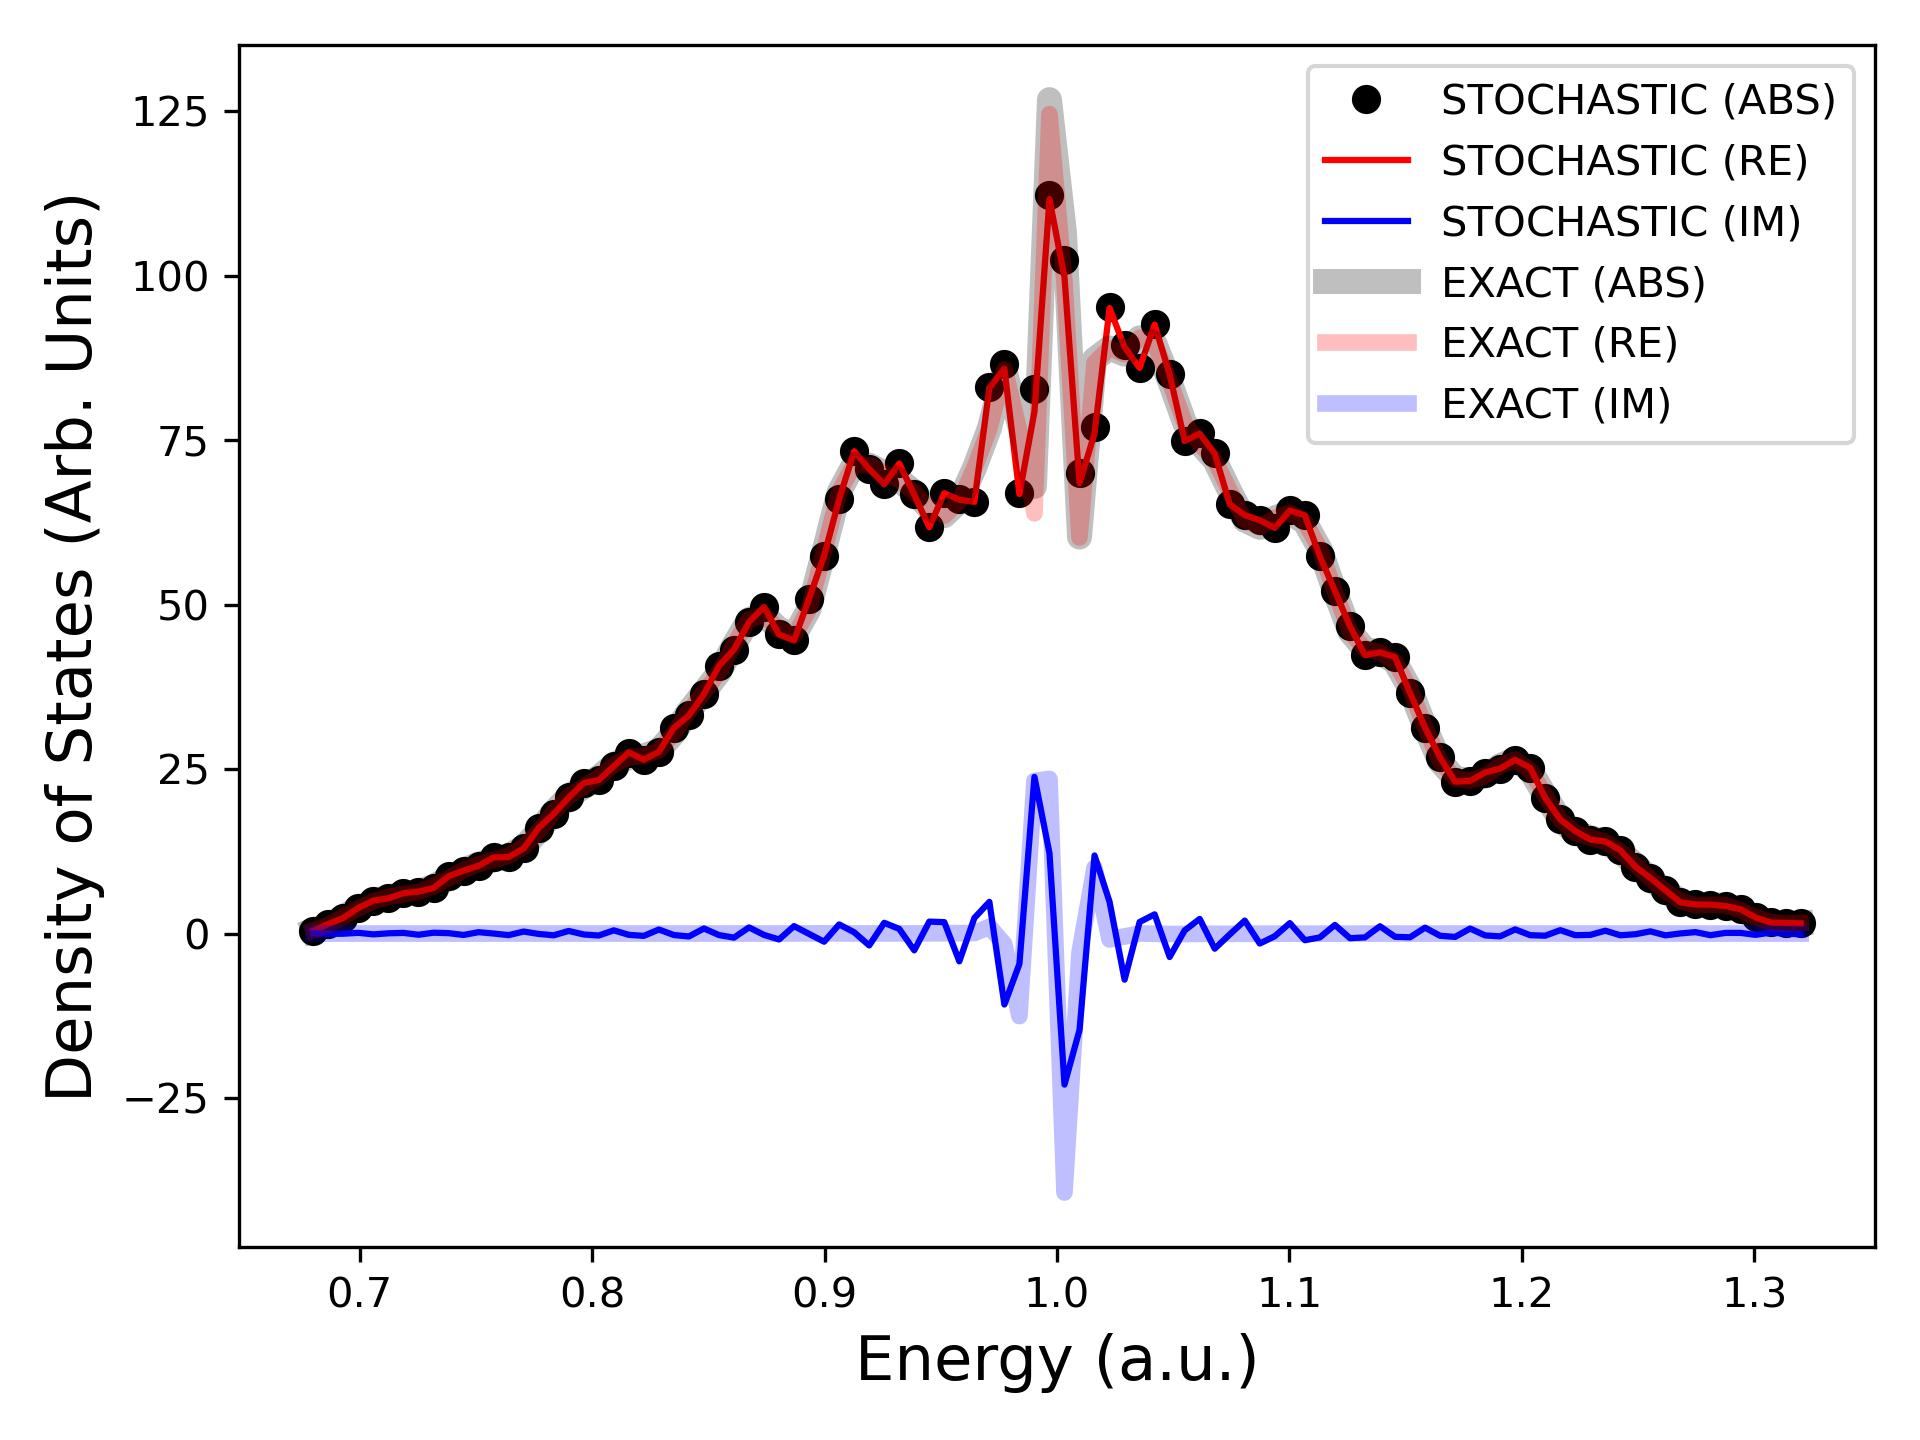 STOCHASTIC (ABS)
STOCHASTIC (RE)
STOCHASTIC (IM)
EXACT (ABS)
EXACT (RE)
EXACT (IM)
Density of States (Arb. Units)
125
100
75
50
25
0
−25
0.7 0.8 0.9 1.0 1.1 1.2 1.3
Energy (a.u.)